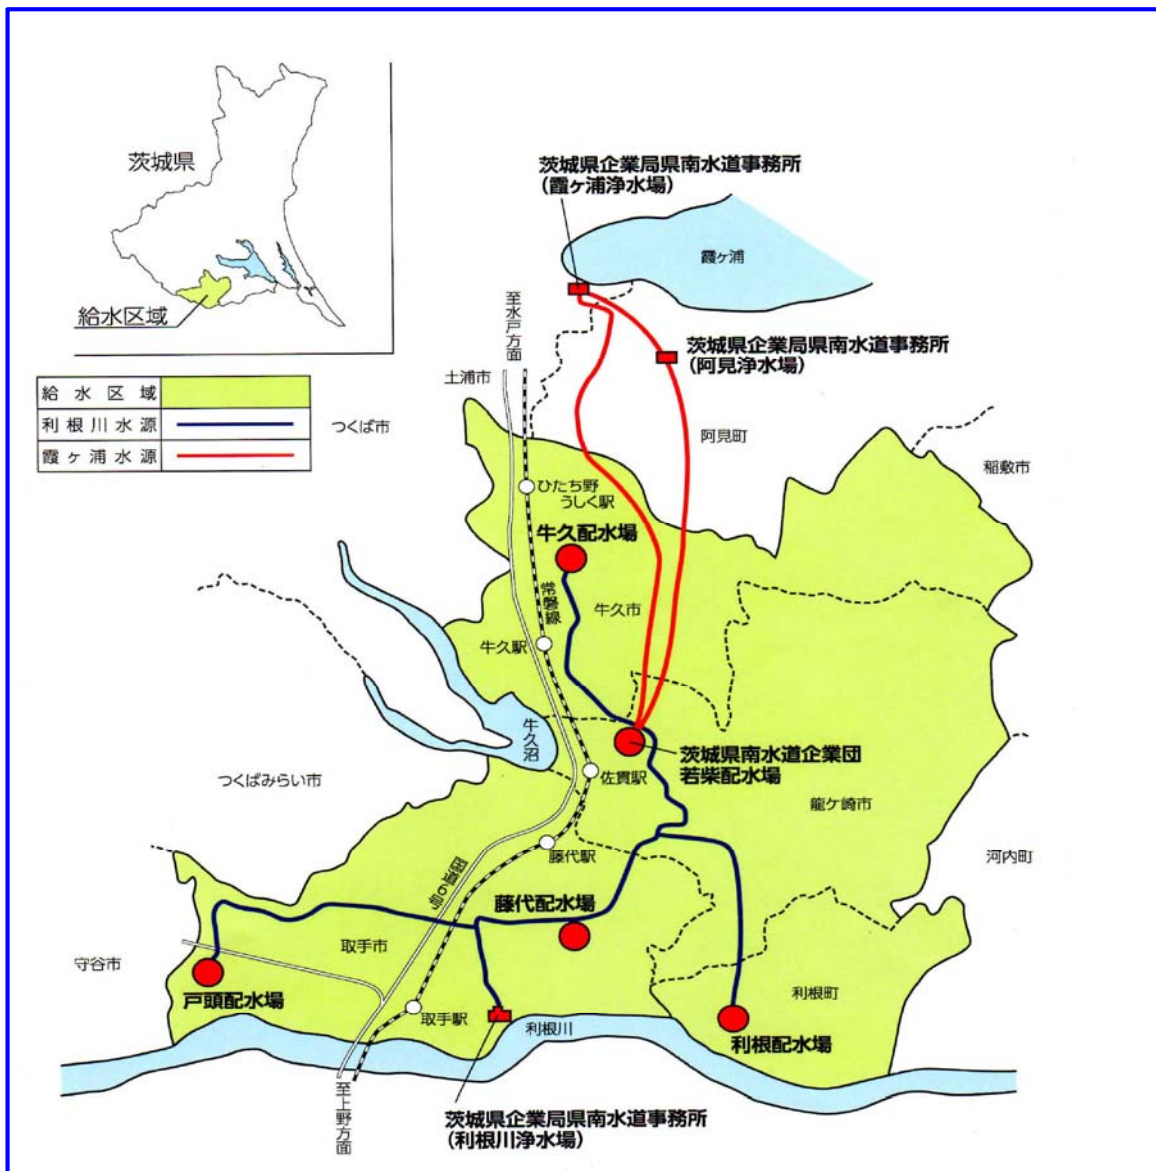 茨城県
給水区域
給水区域
利根川水源
霞ヶ浦水源
茨城県企業局県南水道事務所
(霞ヶ浦浄水場)
霞ヶ浦
至水戸方面
茨城県企業局県南水道事務所
(阿見浄水場)
土浦市
つくば市
阿見町
稲敷市
ひたち野
うしく駅
牛久配水場
常磐線
牛久市
牛久駅
牛久沼
茨城県南水道企業団
若柴配水場
佐貫駅
つくばみらい市
龍ケ崎市
藤代駅
河内町
国道6号
藤代配水場
取手市
守谷市
戸頭配水場
利根町
取手駅
利根川
利根配水場
至上野方面
茨城県企業局県南水道事務所
(利根川浄水場)